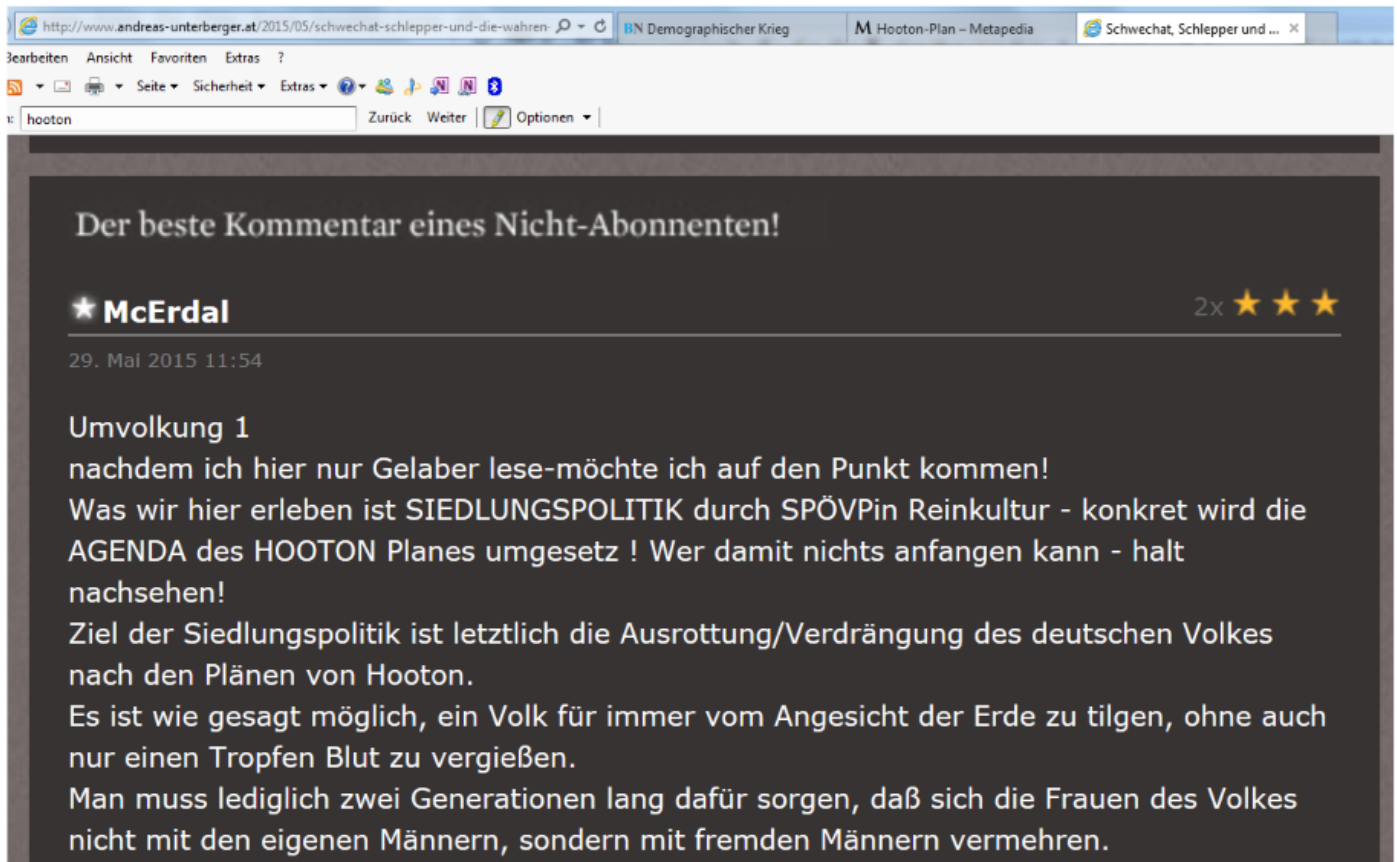 http://www.andreas-unterberger.at/2015/05/schwechat-schlepper-und-die-wahren- BN Demographischer Krieg M Hooton-Plan – Metapedia Schwechat, Schlepper und ... ×
Bearbeiten Ansicht Favoriten Extras ?
Seite Sicherheit Extras
hooton Zurück Weiter Optionen
Der beste Kommentar eines Nicht-Abonnenten!
McErdal 2x
29. Mai 2015 11:54
Umvolkung 1
nachdem ich hier nur Gelaber lese-möchte ich auf den Punkt kommen!
Was wir hier erleben ist SIEDLUNGSPOLITIK durch SPÖVPin Reinkultur - konkret wird die
AGENDA des HOOTON Planes umgesetz ! Wer damit nichts anfangen kann - halt
nachsehen!
Ziel der Siedlungspolitik ist letztlich die Ausrottung/Verdrängung des deutschen Volkes
nach den Plänen von Hooton.
Es ist wie gesagt möglich, ein Volk für immer vom Angesicht der Erde zu tilgen, ohne auch
nur einen Tropfen Blut zu vergießen.
Man muss lediglich zwei Generationen lang dafür sorgen, daß sich die Frauen des Volkes
nicht mit den eigenen Männern, sondern mit fremden Männern vermehren.